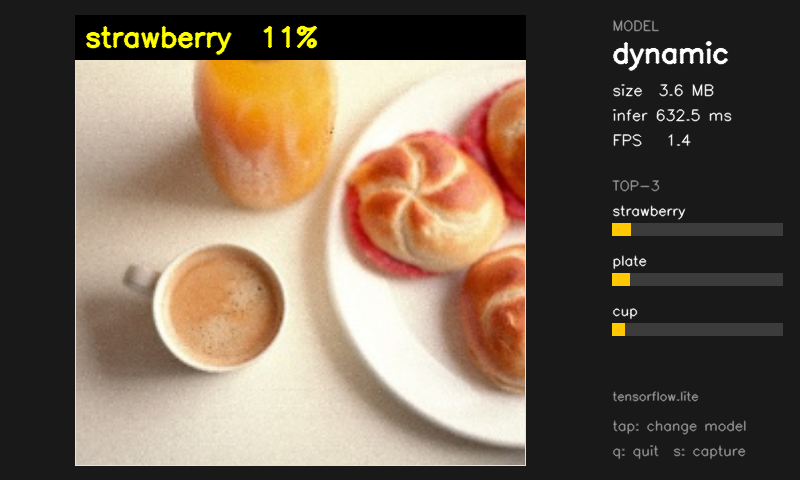 strawberry 11%
MODEL
dynamic
size 3.6 MB
infer 632.5 ms
FPS 1.4
TOP-3
strawberry
plate
cup
tensorflow.lite
tap: change model
q: quit s: capture